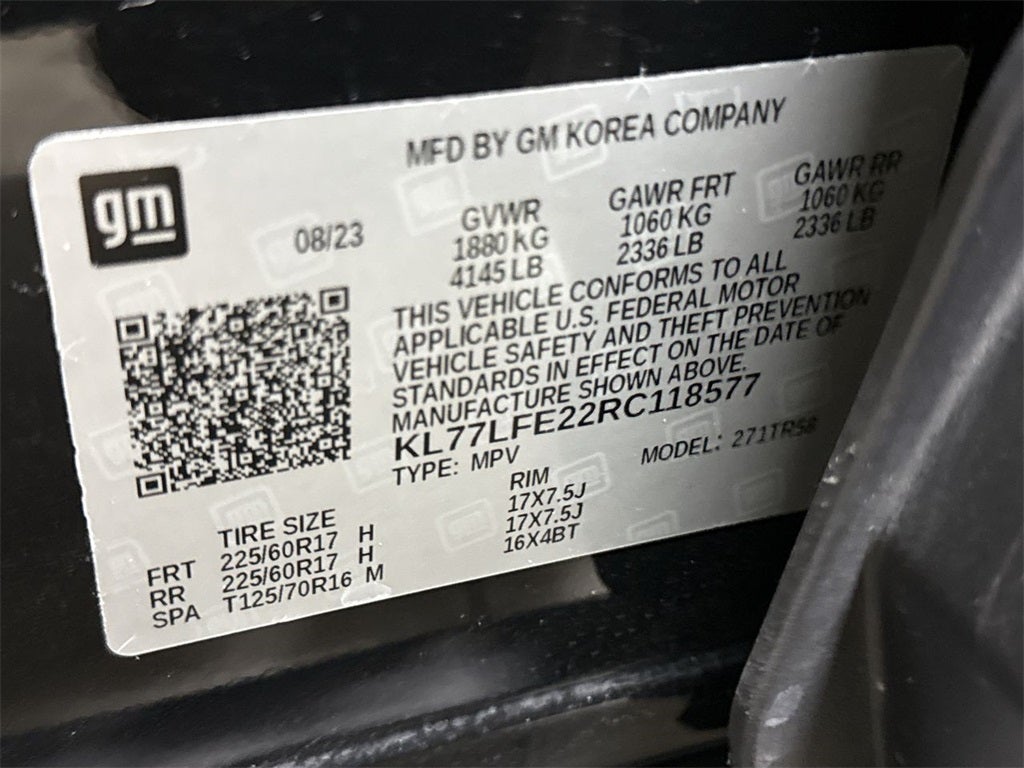 MFD BY GM KOREA COMPANY
gm
08/23
GVWR GAWR FRT GAWR RR
1880 KG 1060 KG 1060 KG
4145 LB 2336 LB 2336 LB
THIS VEHICLE CONFORMS TO ALL
APPLICABLE U.S. FEDERAL MOTOR
VEHICLE SAFETY AND THEFT PREVENTION
STANDARDS IN EFFECT ON THE DATE OF
MANUFACTURE SHOWN ABOVE.
KL77LFE22RC118577
TYPE: MPV MODEL: 271TR58
TIRE SIZE RIM
FRT 225/60R17 H 17X7.5J
RR 225/60R17 H 17X7.5J
SPA T125/70R16 M 16X4BT